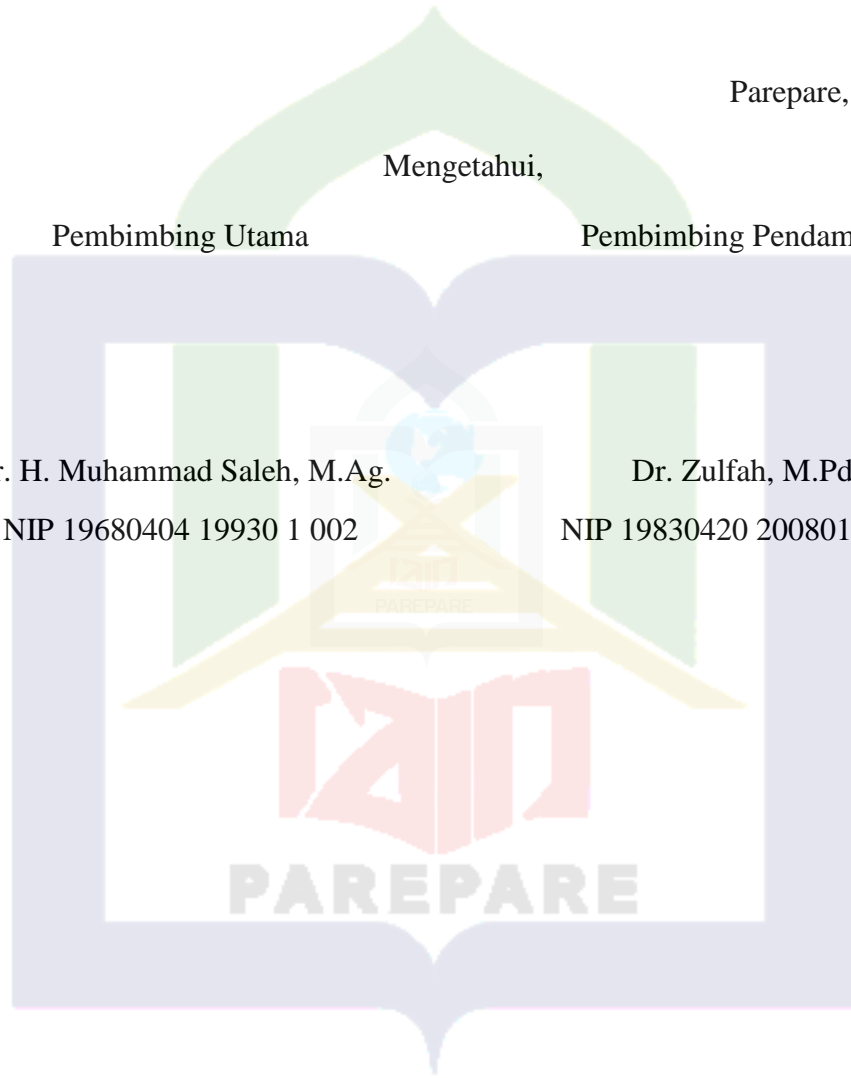 Parepare,
Mengetahui,
Pembimbing Utama Pembimbing Pendam
r. H. Muhammad Saleh, M.Ag. Dr. Zulfah, M.Pd
NIP 19680404 19930 1 002 NIP 19830420 200801
PAREPARE
PAREPARE